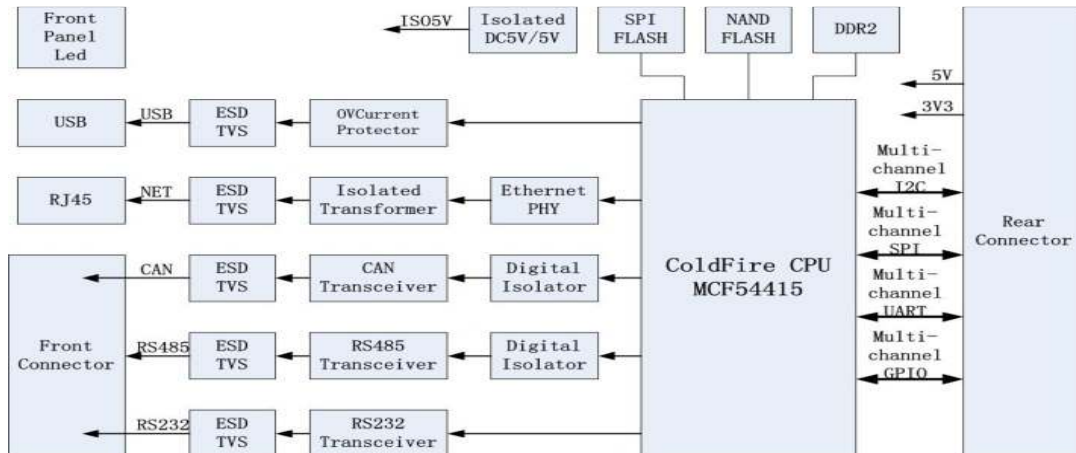 Front
Panel
Led
ISO5V
Isolated
DC5V/5V
SPI
FLASH
NAND
FLASH
DDR2
5V
3V3
USB
USB
ESD
TVS
OVCurrent
Protector
RJ45
NET
ESD
TVS
Isolated
Transformer
Ethernet
PHY
Front
Connector
CAN
ESD
TVS
CAN
Transceiver
Digital
Isolator
RS485
ESD
TVS
RS485
Transceiver
Digital
Isolator
RS232
ESD
TVS
RS232
Transceiver
ColdFire CPU
MCF54415
Multi-
channel
I2C
Multi-
channel
SPI
Multi-
channel
UART
Multi-
channel
GPIO
Rear
Connector